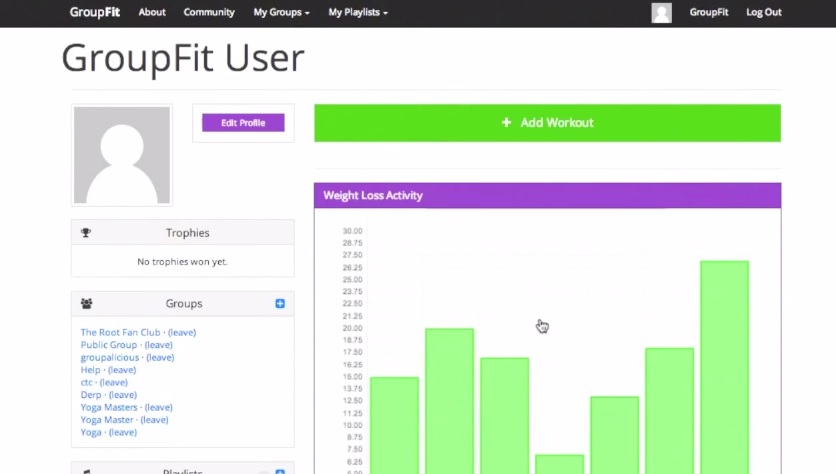 GroupFit About Community My Groups My Playlists GroupFit Log Out
GroupFit User
Edit Profile
+ Add Workout
Weight Loss Activity
Trophies
No trophies won yet.
Groups
The Root Fan Club · (leave)
Public Group · (leave)
groupalicious · (leave)
Help · (leave)
ctc · (leave)
Derp · (leave)
Yoga Masters · (leave)
Yoga Master · (leave)
Yoga · (leave)
Playlists
30.00
28.75
27.50
26.25
25.00
23.75
22.50
21.25
20.00
18.75
17.50
16.25
15.00
13.75
12.50
11.25
10.00
8.75
7.50
6.25